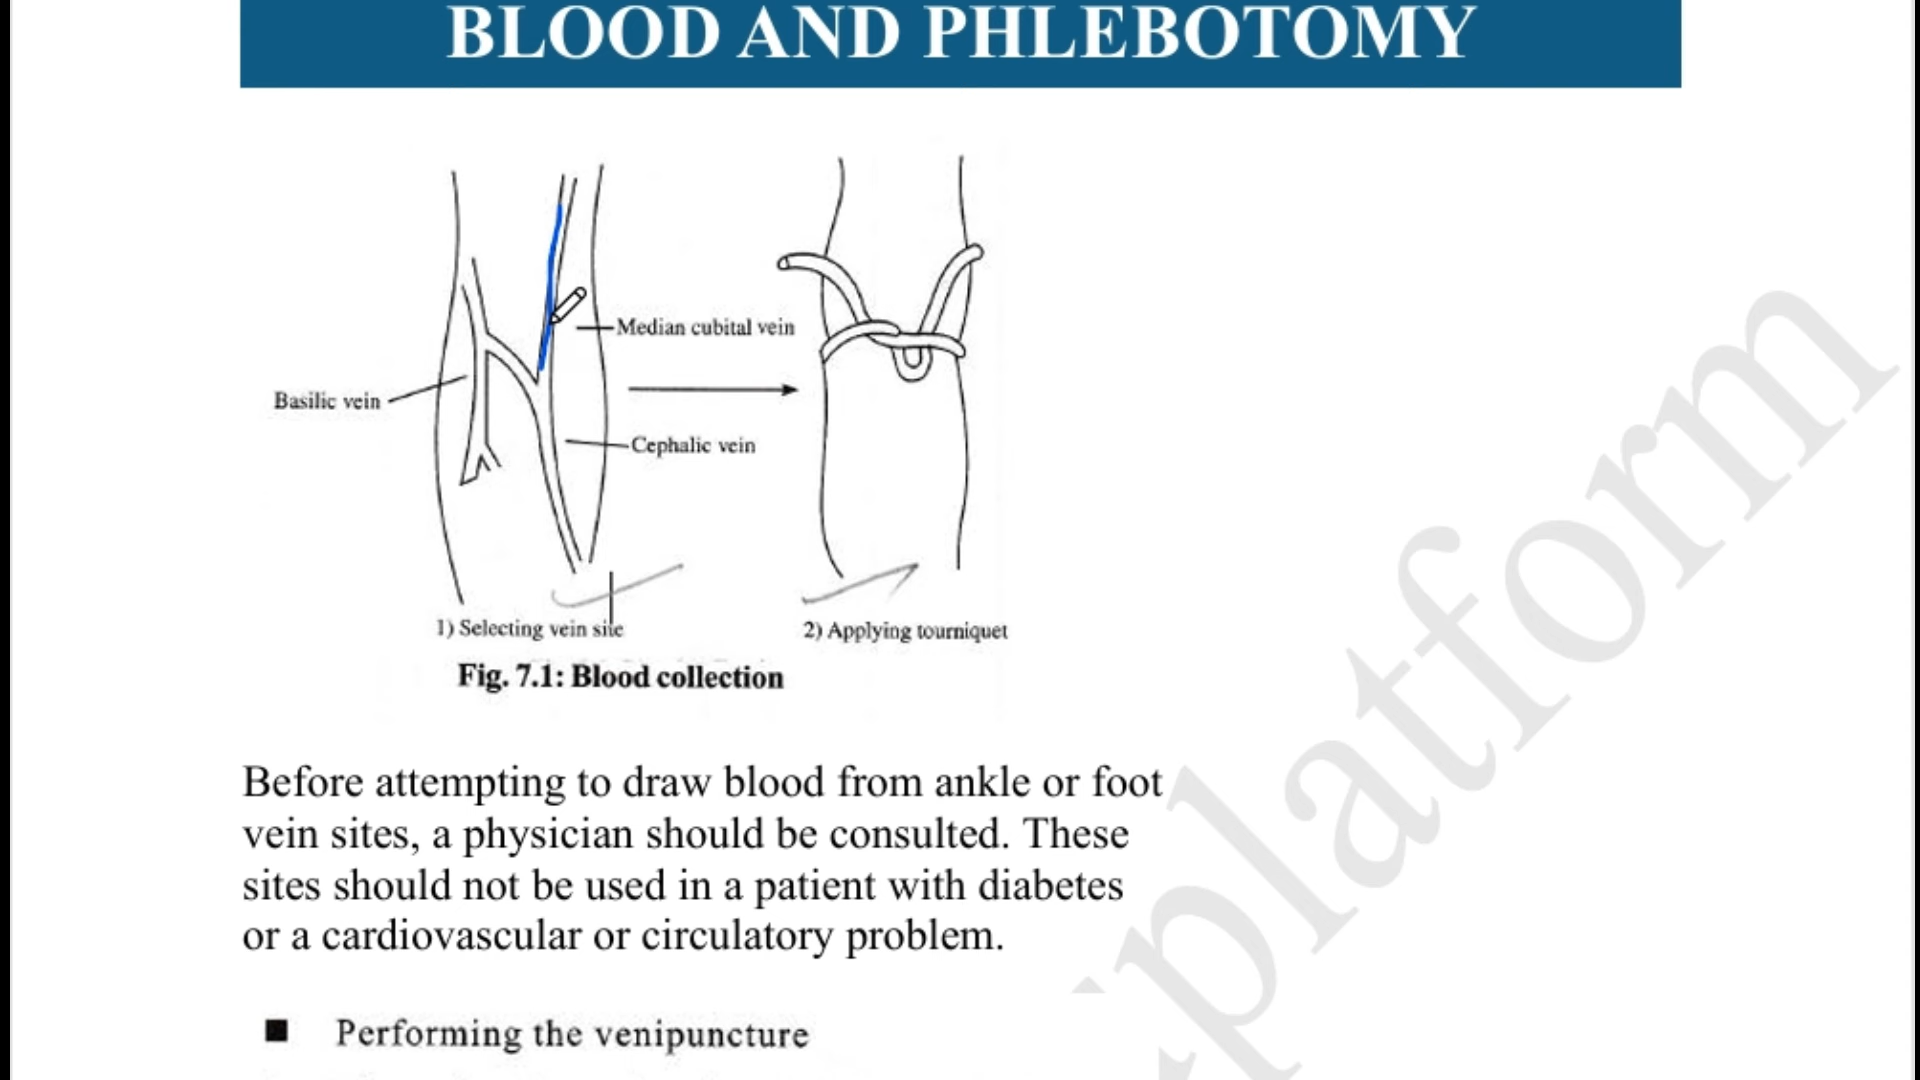 BLOOD AND PHLEBOTOMY
Median cubital vein
Basilic vein
Cephalic vein
1) Selecting vein site
2) Applying tourniquet
Fig. 7.1: Blood collection
Before attempting to draw blood from ankle or foot
vein sites, a physician should be consulted. These
sites should not be used in a patient with diabetes
or a cardiovascular or circulatory problem.
■ Performing the venipuncture
platform